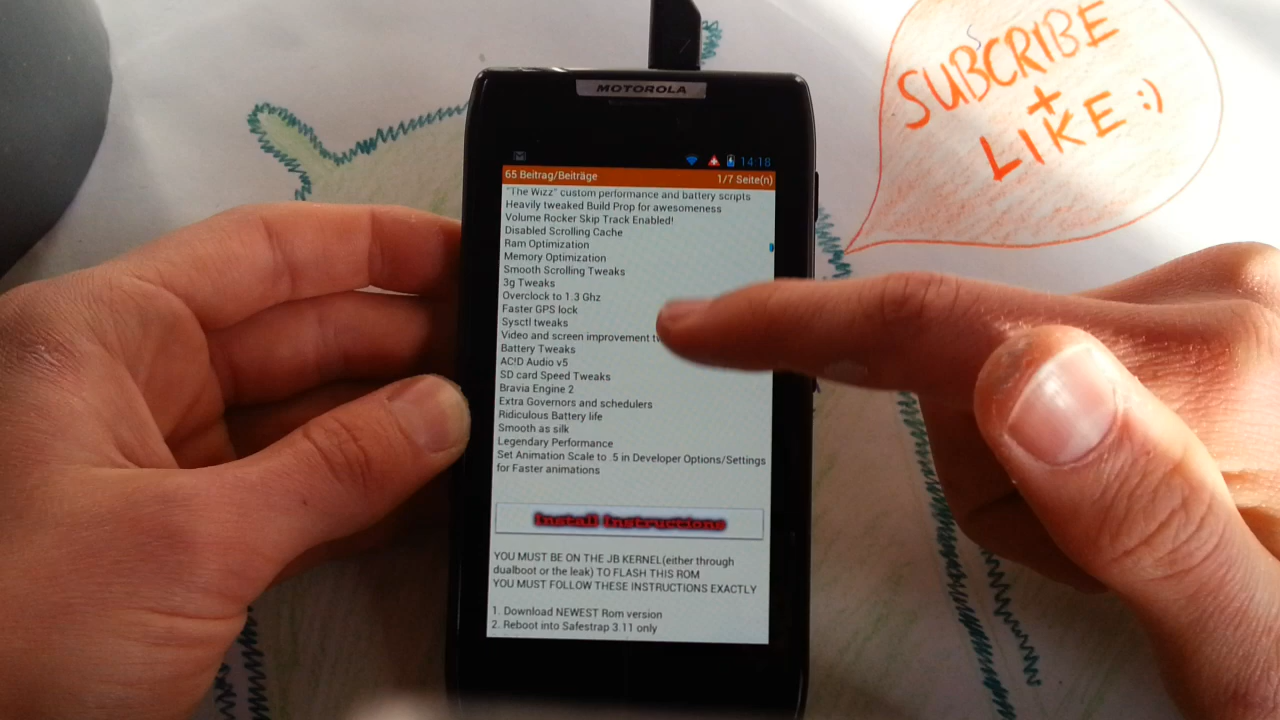 SUBCRIBE
+
LIKE :)
MOTOROLA
14:18
65 Beitrag/Beiträge 1/7 Seite(n)
"The Wizz" custom performance and battery scripts
Heavily tweaked Build Prop for awesomeness
Volume Rocker Skip Track Enabled!
Disabled Scrolling Cache
Ram Optimization
Memory Optimization
Smooth Scrolling Tweaks
3g Tweaks
Overclock to 1.3 Ghz
Faster GPS lock
Sysctl tweaks
Video and screen improvement
Battery Tweaks
AC!D Audio v5
SD card Speed Tweaks
Bravia Engine 2
Extra Governors and schedulers
Ridiculous Battery life
Smooth as silk
Legendary Performance
Set Animation Scale to .5 in Developer Options/Settings
for Faster animations
Install Instructions
YOU MUST BE ON THE JB KERNEL(either through
dualboot or the leak) TO FLASH THIS ROM
YOU MUST FOLLOW THESE INSTRUCTIONS EXACTLY
1. Download NEWEST Rom version
2. Reboot into Safestrap 3.11 only